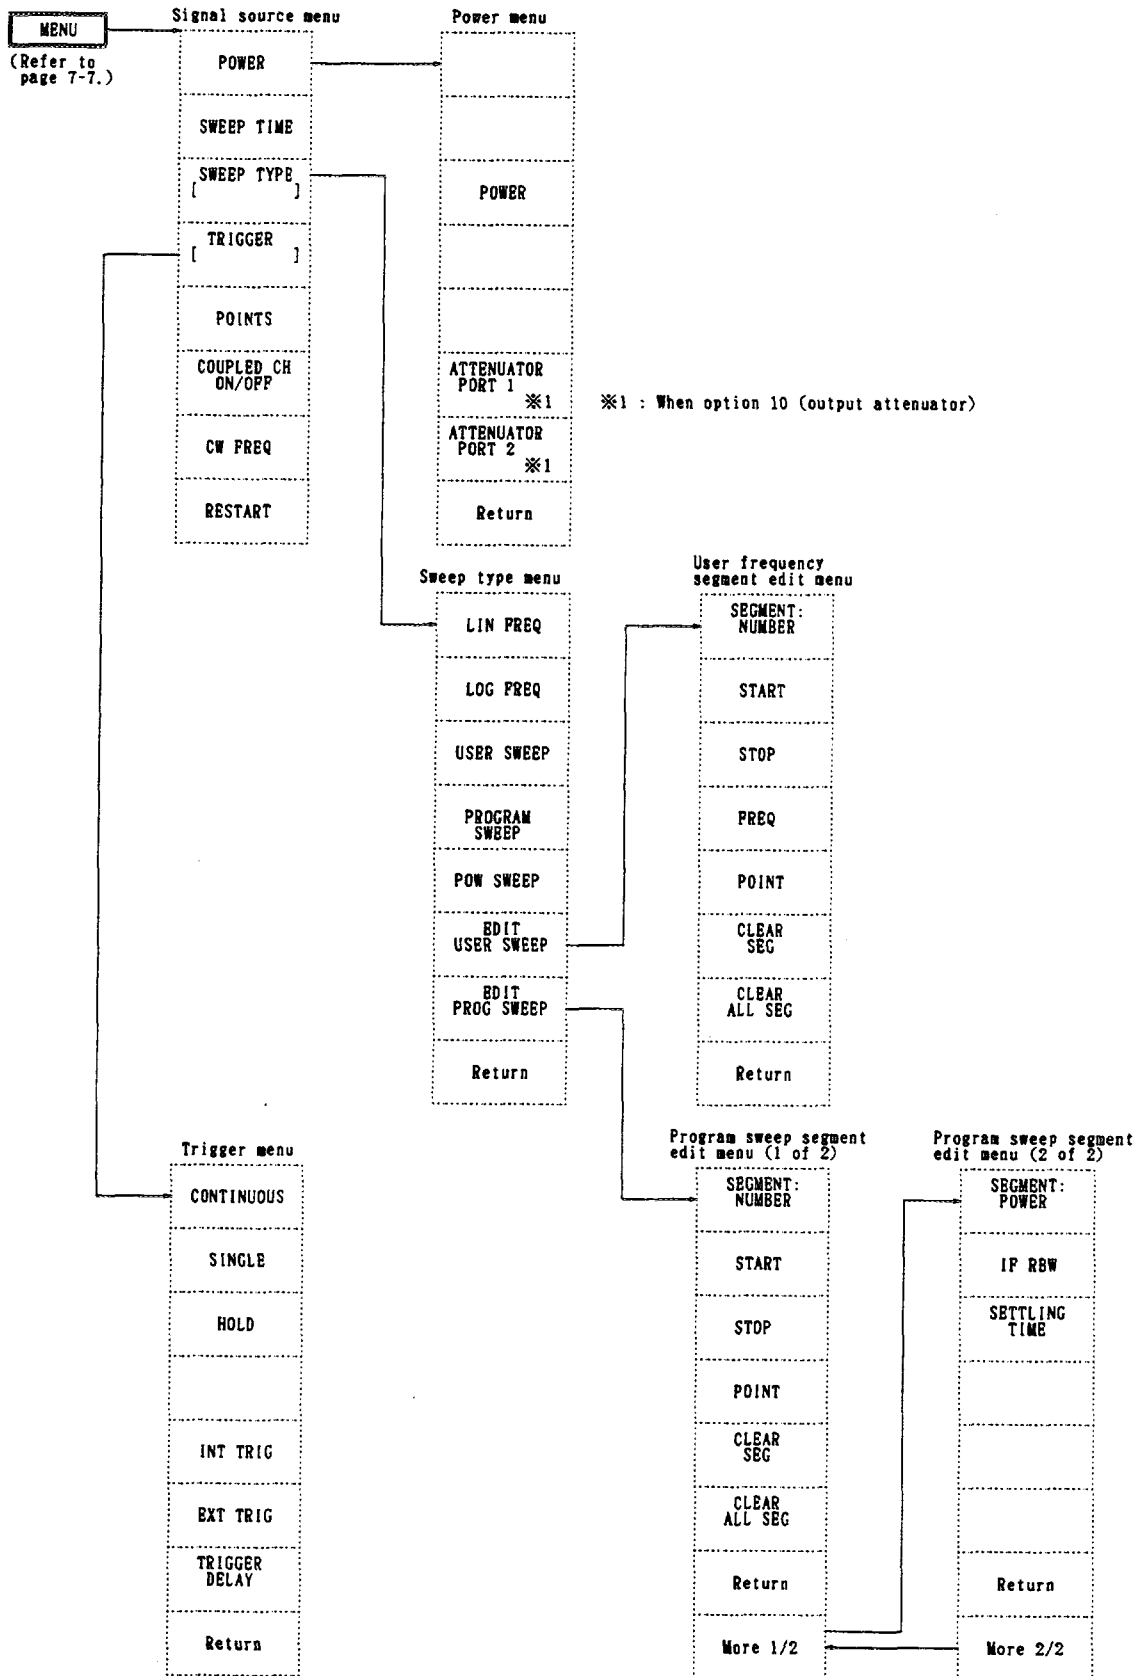 MENU
(Refer to
page 7-7.)
Signal source menu
POWER
SWEEP TIME
SWEEP TYPE
[ ]
TRIGGER
[ ]
POINTS
COUPLED CH
ON/OFF
CW FREQ
RESTART
Power menu
POWER
ATTENUATOR
PORT 1
※1
ATTENUATOR
PORT 2
※1
Return
※1 : When option 10 (output attenuator)
Sweep type menu
LIN FREQ
LOG FREQ
USER SWEEP
PROGRAM
SWEEP
POW SWEEP
EDIT
USER SWEEP
EDIT
PROG SWEEP
Return
User frequency
segment edit menu
SEGMENT:
NUMBER
START
STOP
FREQ
POINT
CLEAR
SEG
CLEAR
ALL SEG
Return
Trigger menu
CONTINUOUS
SINGLE
HOLD
INT TRIG
EXT TRIG
TRIGGER
DELAY
Return
Program sweep segment
edit menu (1 of 2)
SEGMENT:
NUMBER
START
STOP
POINT
CLEAR
SEG
CLEAR
ALL SEG
Return
More 1/2
Program sweep segment
edit menu (2 of 2)
SEGMENT:
POWER
IF RBW
SETTLING
TIME
Return
More 2/2